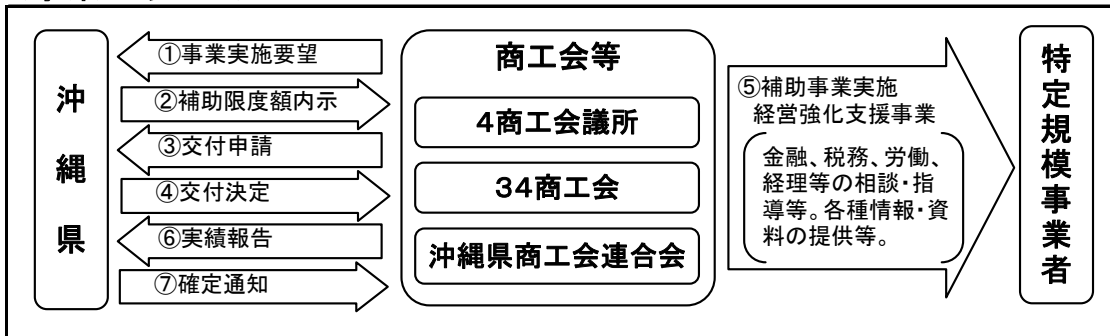 沖縄県
①事業実施要望
②補助限度額内示
③交付申請
④交付決定
⑥実績報告
⑦確定通知
商工会等
4商工会議所
34商工会
沖縄県商工会連合会
⑤補助事業実施
経営強化支援事業
金融、税務、労働、
経理等の相談・指
導等。各種情報・資
料の提供等。
特定規模事業者